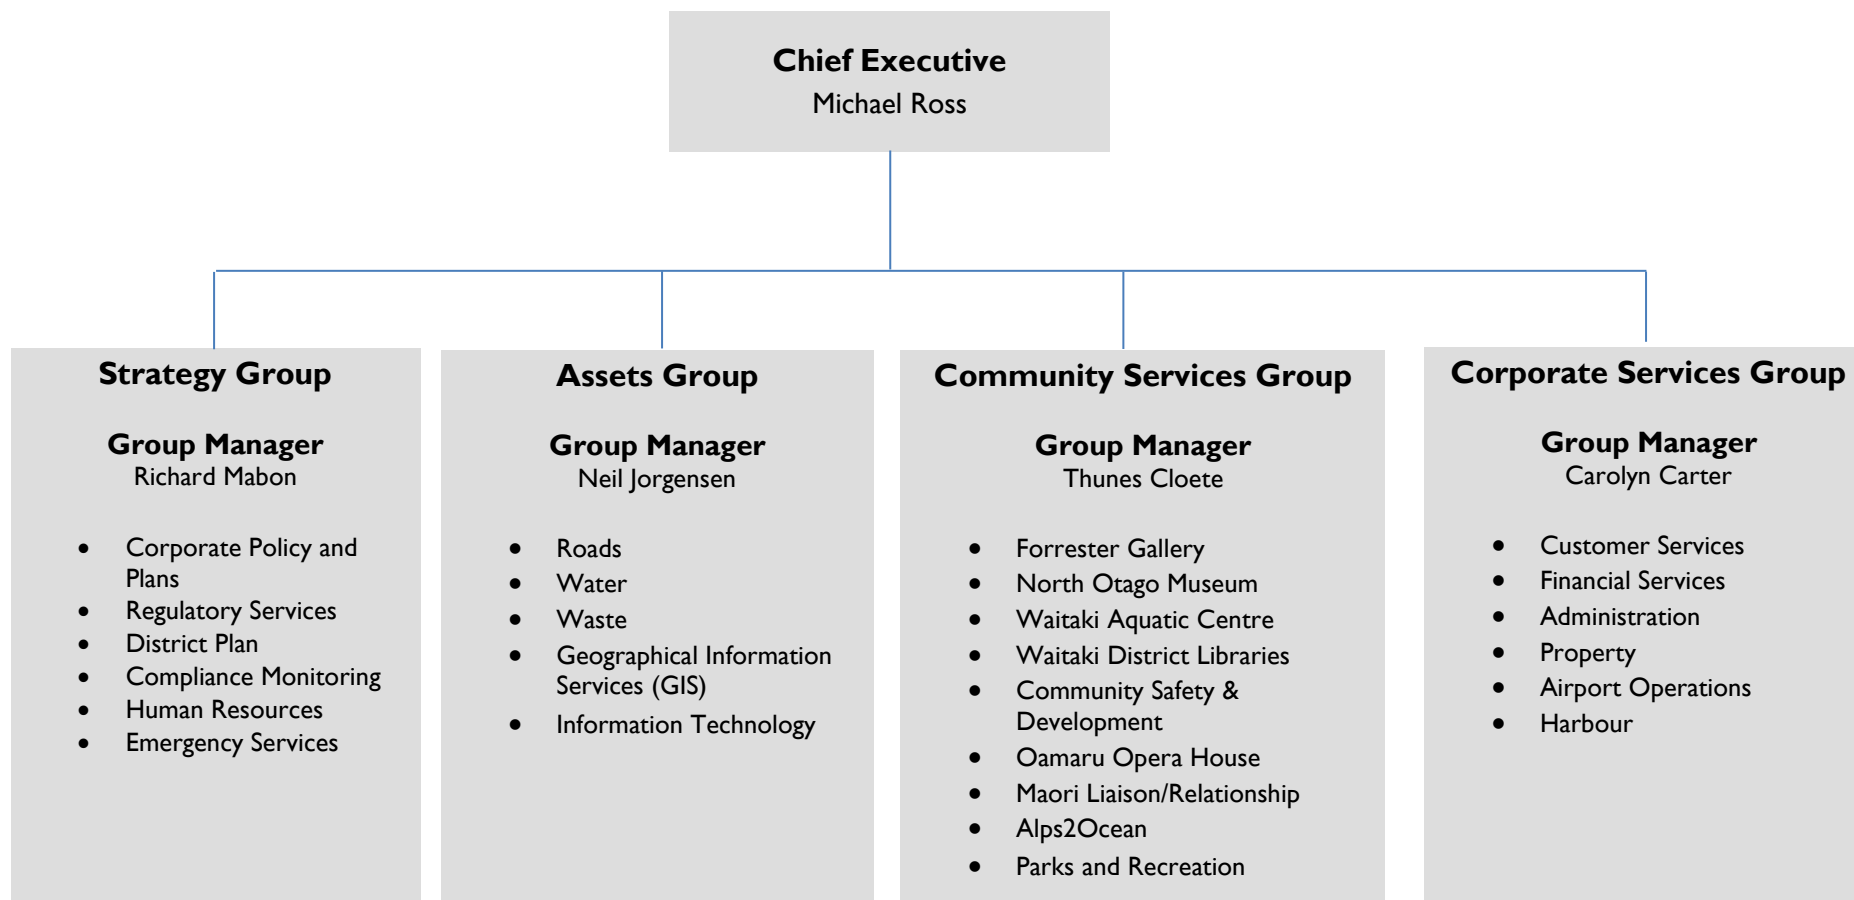 Chief Executive
Michael Ross
Strategy Group
Group Manager
Richard Mabon
• Corporate Policy and
Plans
• Regulatory Services
• District Plan
• Compliance Monitoring
• Human Resources
• Emergency Services
Assets Group
Group Manager
Neil Jorgensen
• Roads
• Water
• Waste
• Geographical Information
Services (GIS)
• Information Technology
Community Services Group
Group Manager
Thunes Cloete
• Forrester Gallery
• North Otago Museum
• Waitaki Aquatic Centre
• Waitaki District Libraries
• Community Safety &
Development
• Oamaru Opera House
• Maori Liaison/Relationship
• Alps2Ocean
• Parks and Recreation
Corporate Services Group
Group Manager
Carolyn Carter
• Customer Services
• Financial Services
• Administration
• Property
• Airport Operations
• Harbour